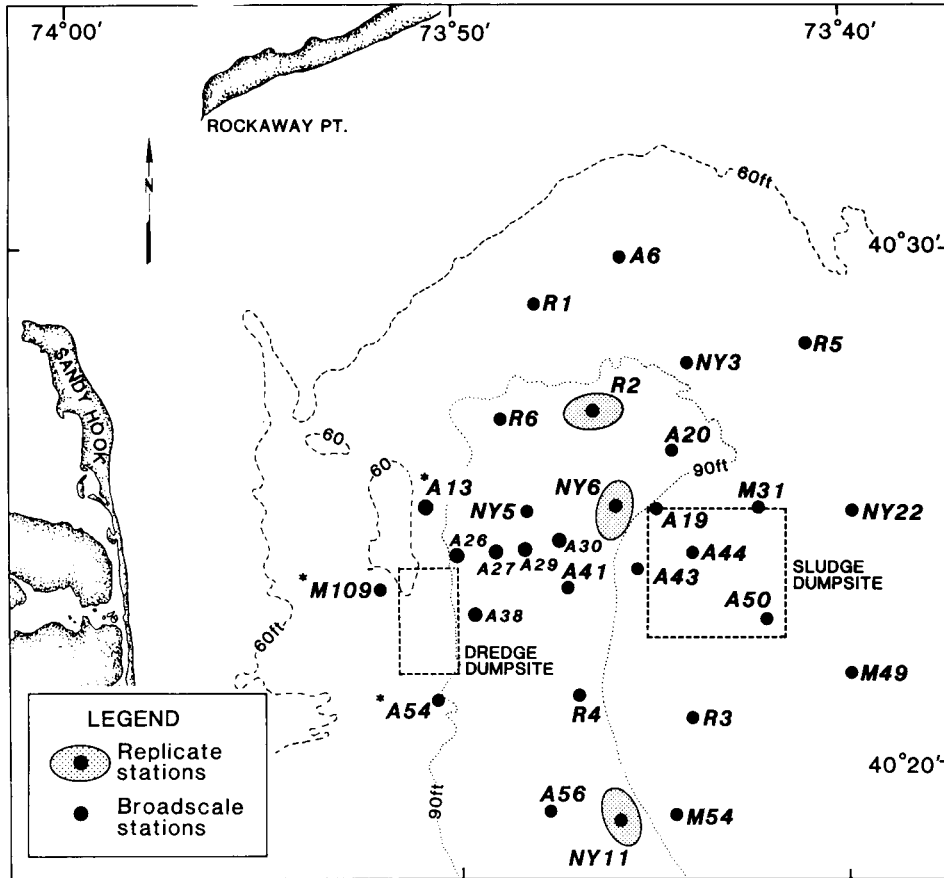 74°00'
73°50'
73°40'
ROCKAWAY PT.
N
60ft
40°30'
A6
R1
R5
NY3
R2
SANDY HOOK
R6
A20
60
90ft
60
*A13
NY5
NY6
A19
M31
NY22
A26
A27
A29
A30
A44
SLUDGE
DUMPSITE
*M109
A41
A43
A50
A38
60ft
DREDGE
DUMPSITE
M49
*A54
R4
R3
LEGEND
Replicate
stations
Broadscale
stations
40°20'
90ft
A56
NY11
M54